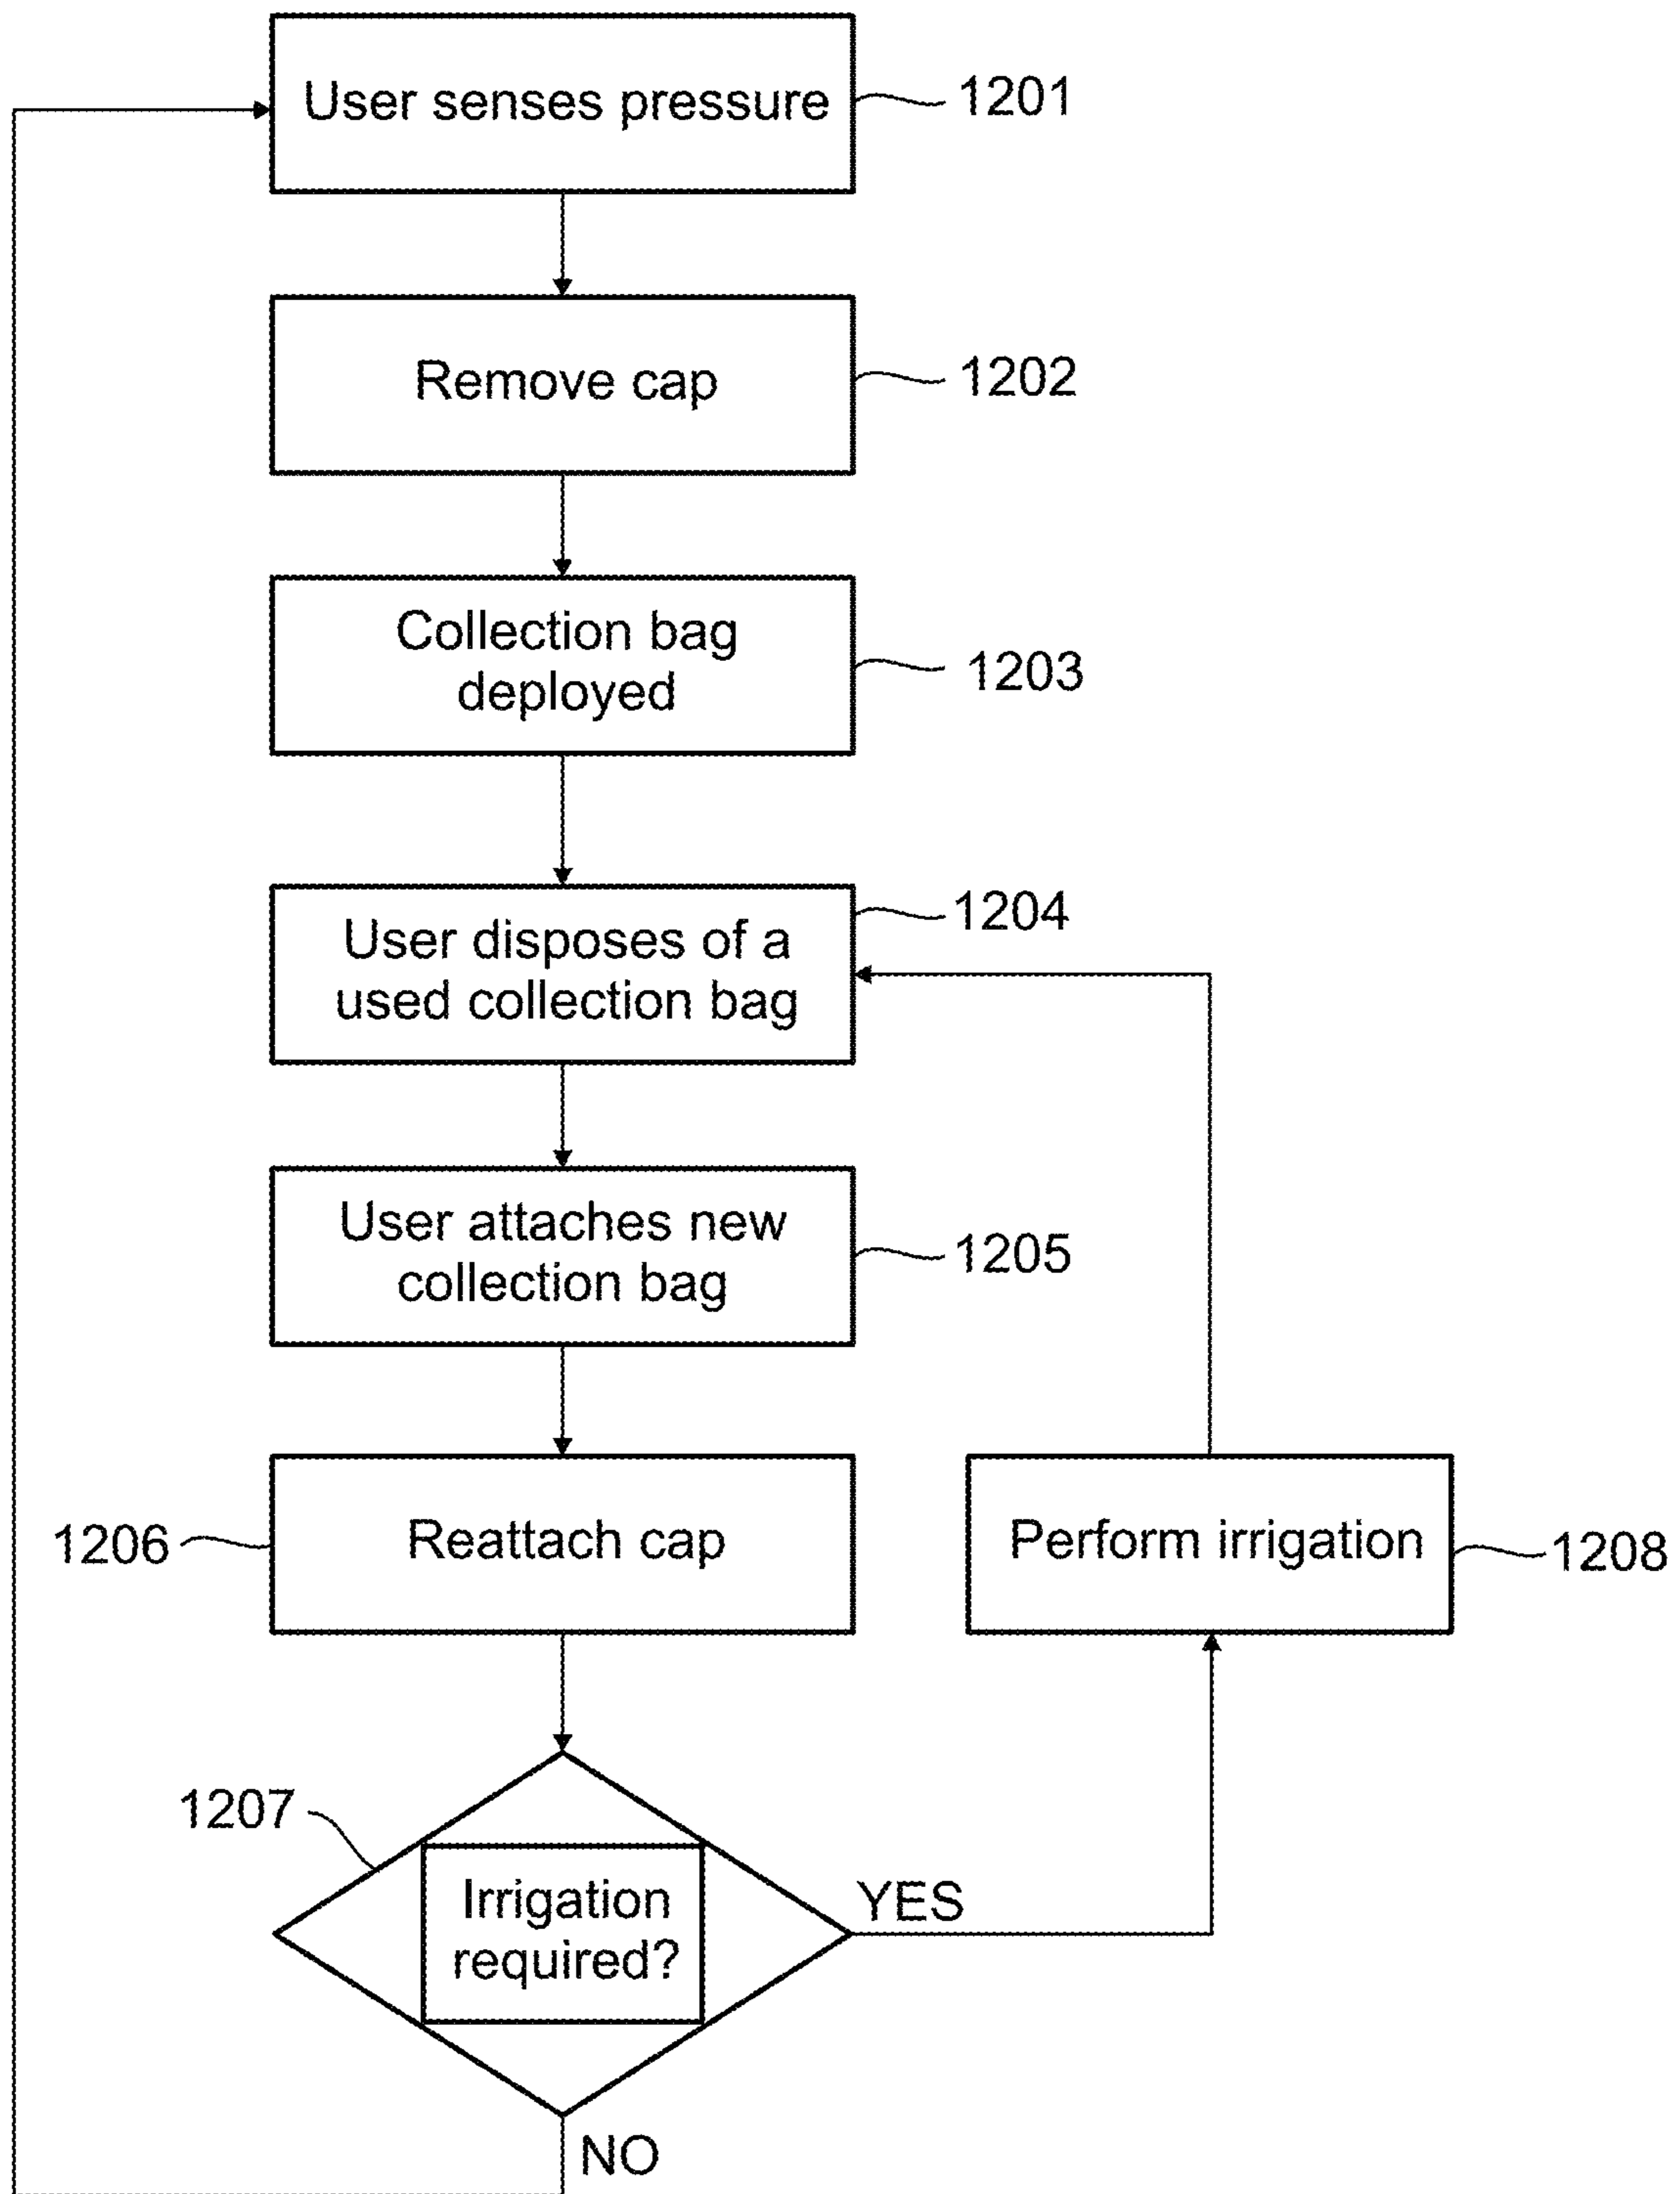 User senses pressure
1201
Remove cap
1202
Collection bag
deployed
1203
User disposes of a
used collection bag
1204
User attaches new
collection bag
1205
Reattach cap
1206
Perform irrigation
1208
1207
Irrigation
required?
YES
NO